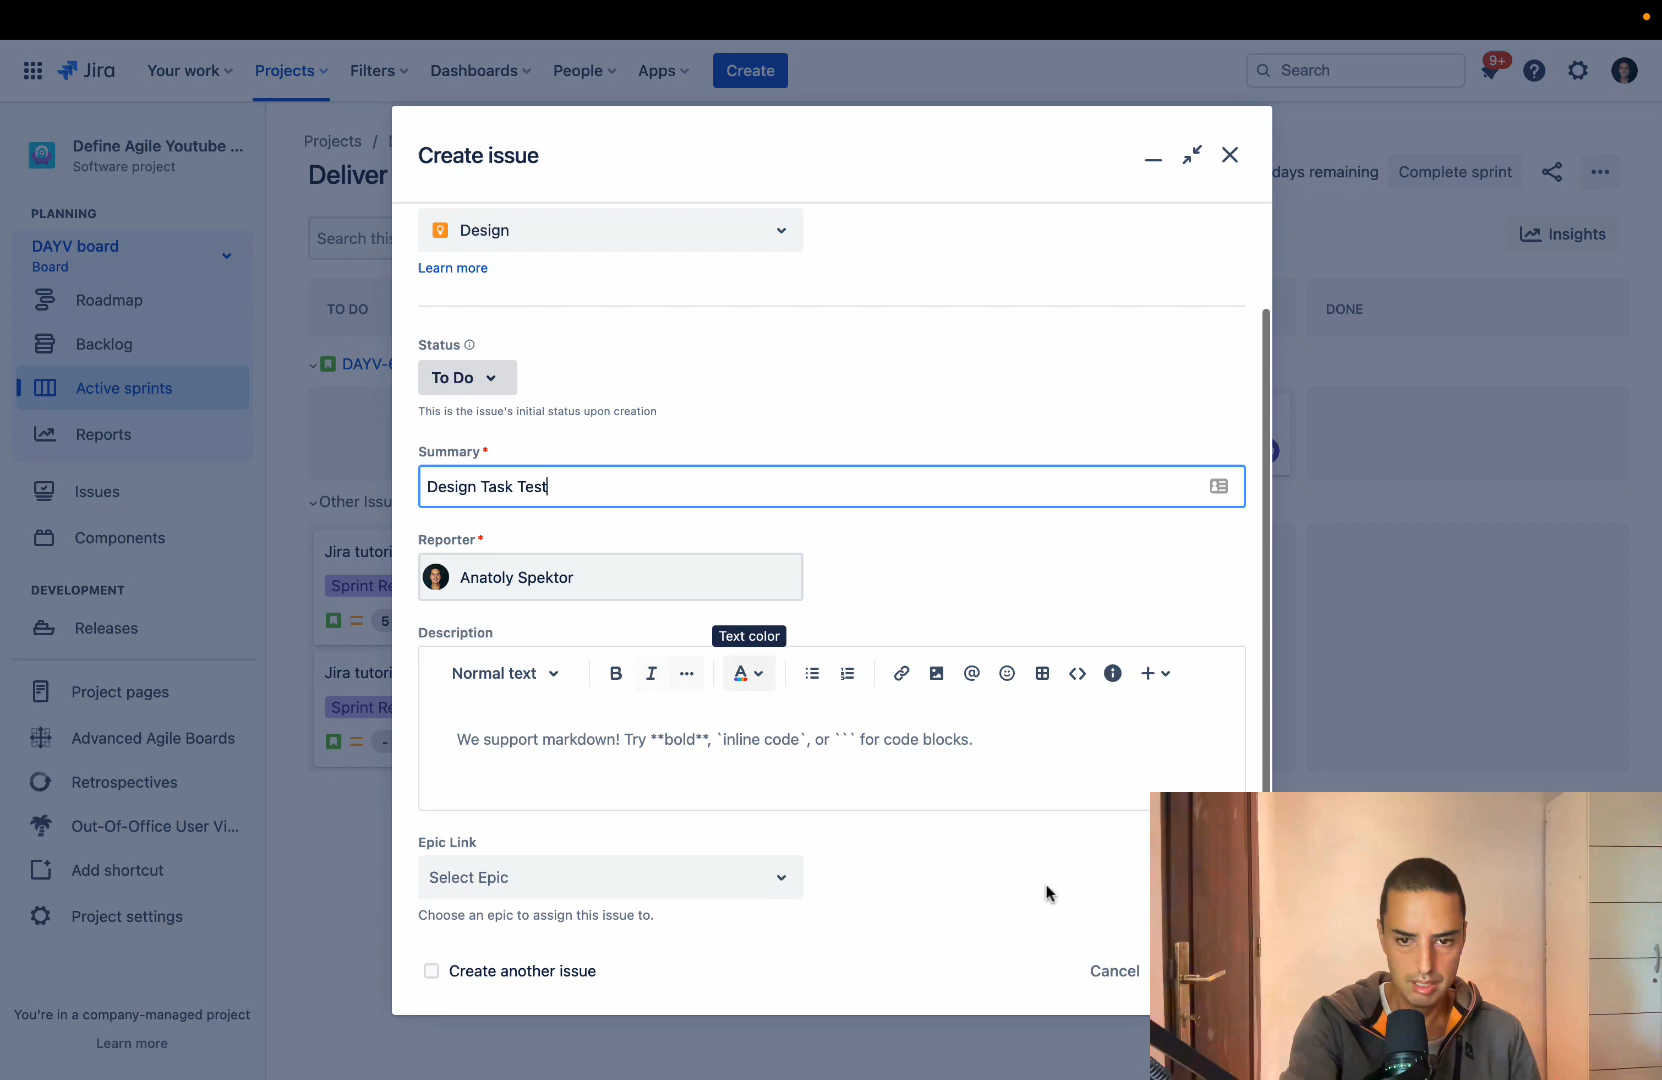 Jira
Your work
Projects
Filters
Dashboards
People
Apps
Create
Search
9+
Define Agile Youtube ...
Software project
PLANNING
DAYV board
Board
Roadmap
Backlog
Active sprints
Reports
Issues
Components
DEVELOPMENT
Releases
Project pages
Advanced Agile Boards
Retrospectives
Out-Of-Office User Vi...
Add shortcut
Project settings
You're in a company-managed project
Learn more
Projects /
Deliver
days remaining
Complete sprint
Search this
Insights
TO DO
DONE
DAYV-6
Other Issu
Jira tutori
Sprint Re
5
Jira tutori
Sprint Re
-
Create issue
Design
Learn more
Status
To Do
This is the issue's initial status upon creation
Summary*
Design Task Test
Reporter*
Anatoly Spektor
Description
Text color
Normal text
B I ... A @ <> +
We support markdown! Try **bold**, `inline code`, or ``` for code blocks.
Epic Link
Select Epic
Choose an epic to assign this issue to.
Create another issue
Cancel